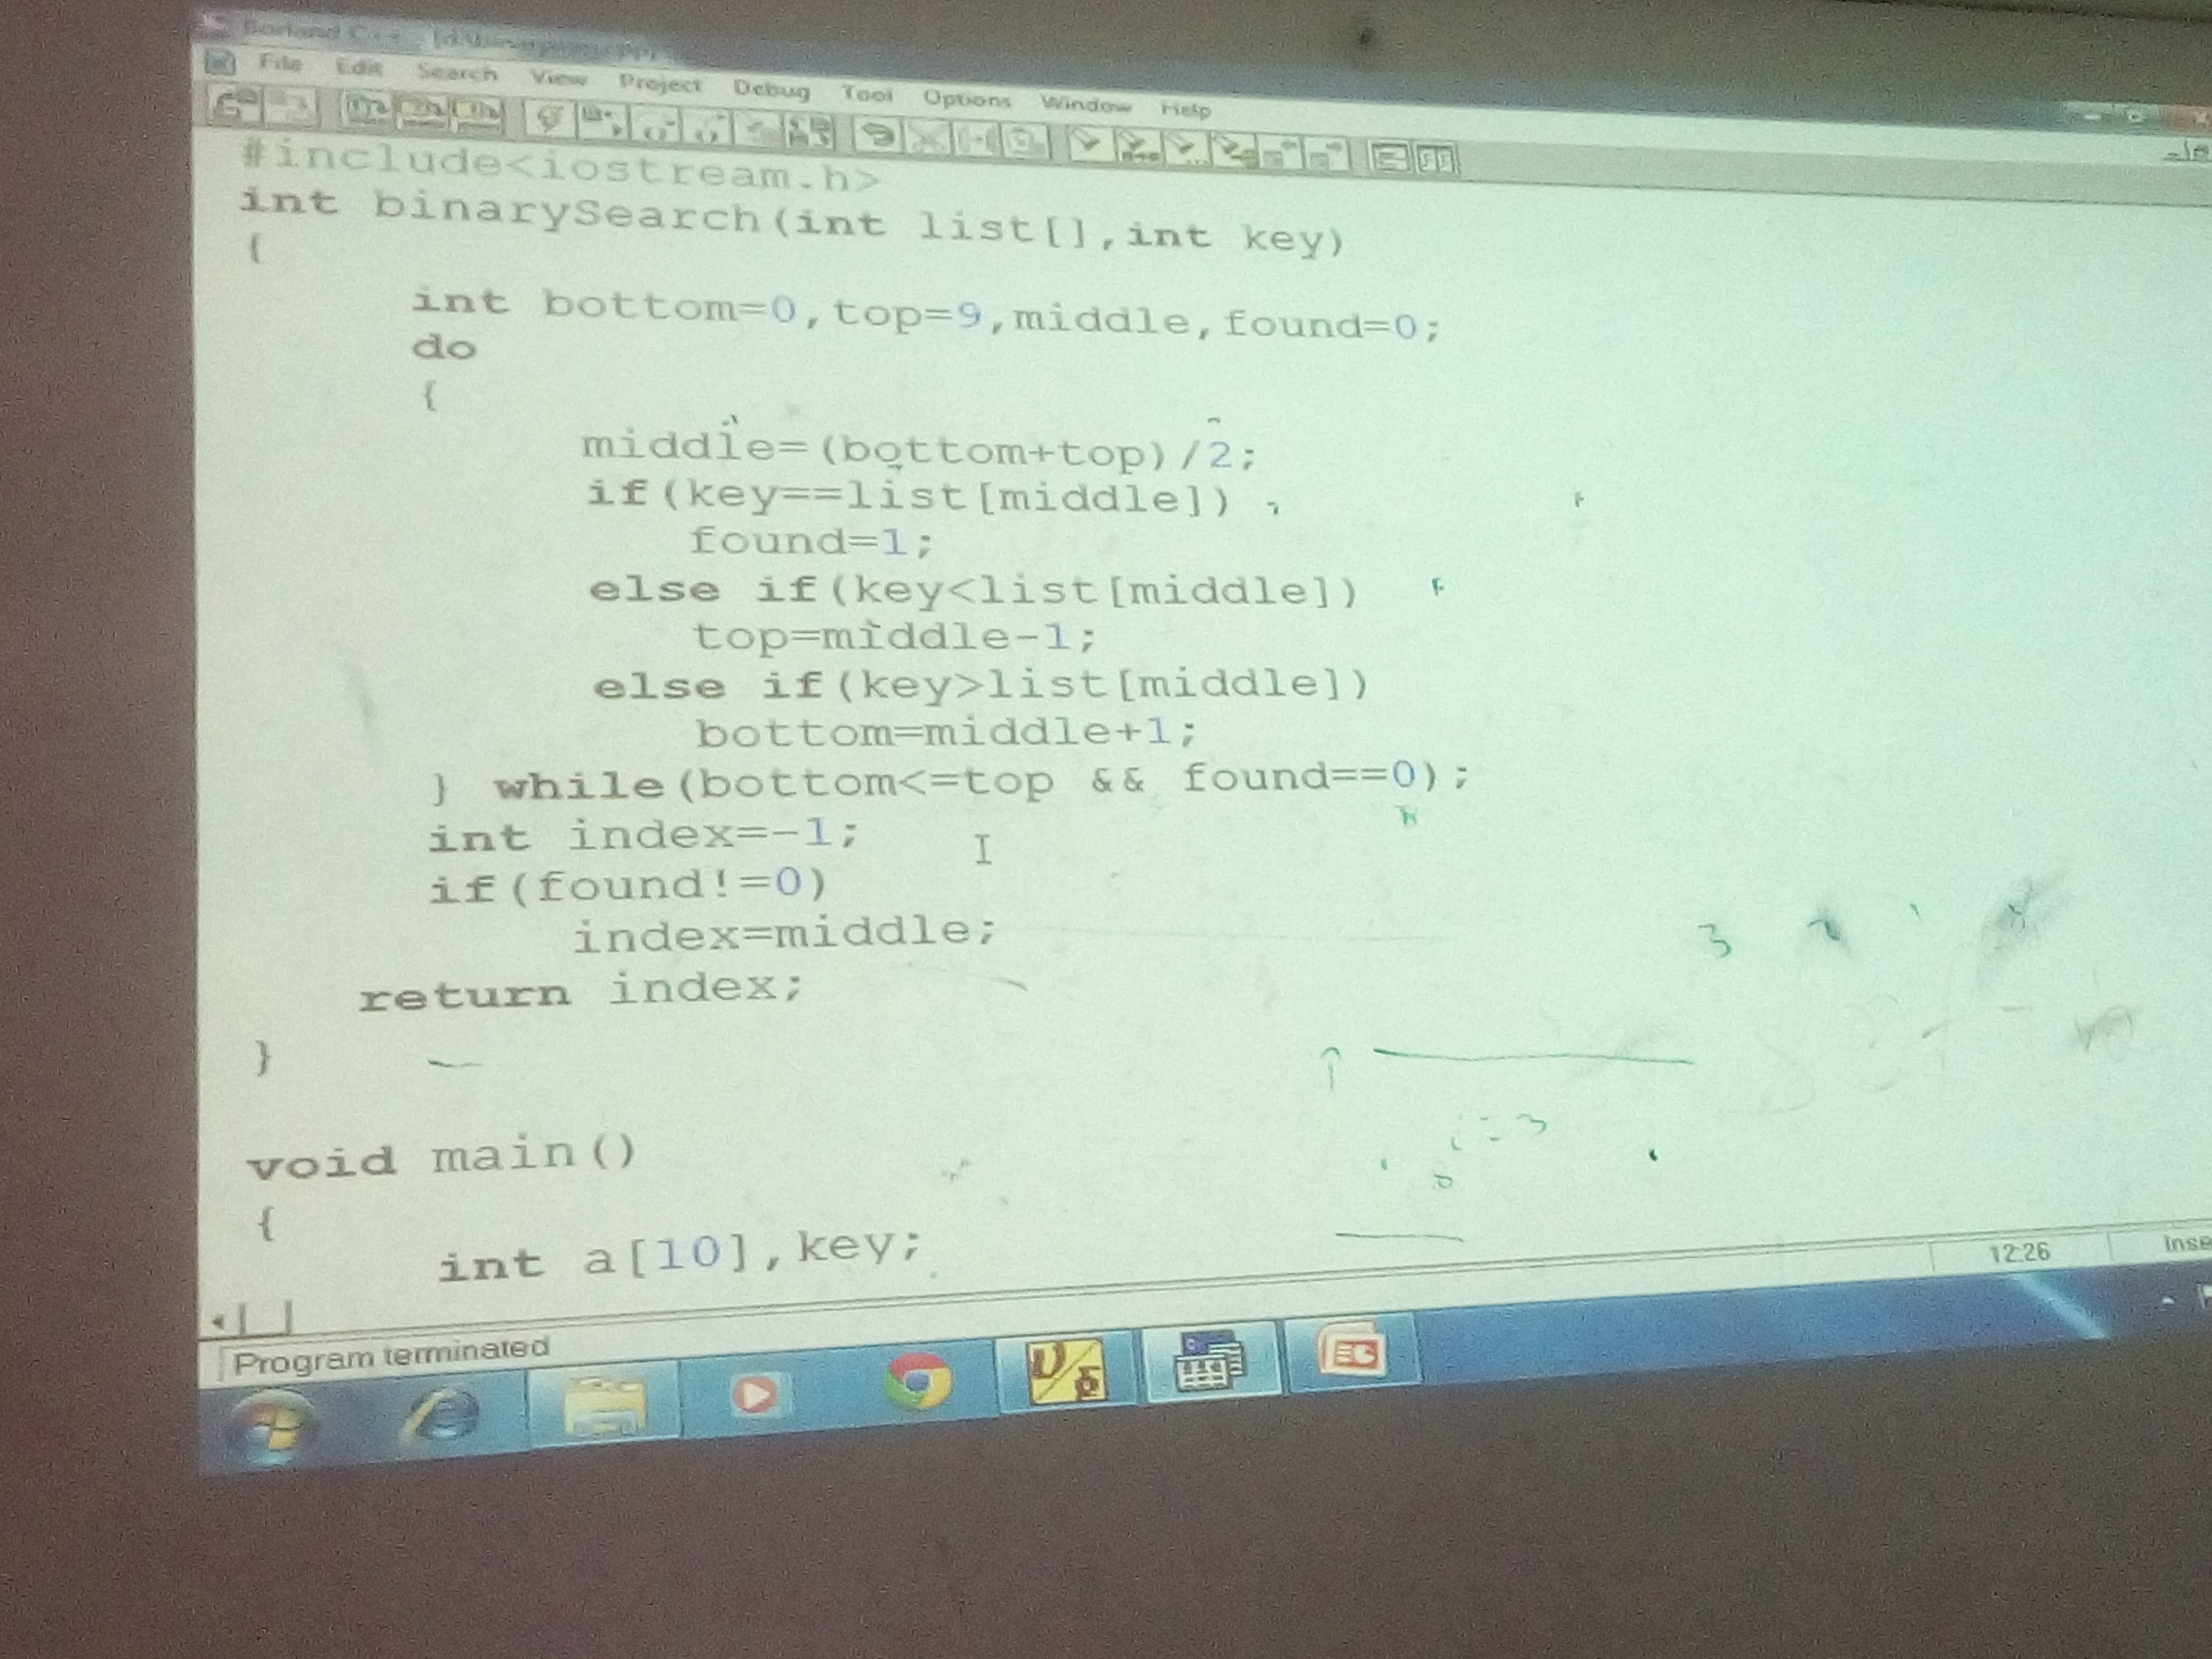 Borland C++
File Edit Search View Project Debug Tool Options Window Help
#include<iostream.h>
int binarySearch(int list[],int key)
{
int bottom=0,top=9,middle,found=0;
do
{
middle=(bottom+top)/2;
if(key==list[middle])
found=1;
else if(key<list[middle])
top=middle-1;
else if(key>list[middle])
bottom=middle+1;
} while(bottom<=top && found==0);
int index=-1;
if(found!=0)
index=middle;
3
return index;
}
i=3
void main()
{
int a[10],key;
12:26
Program terminated